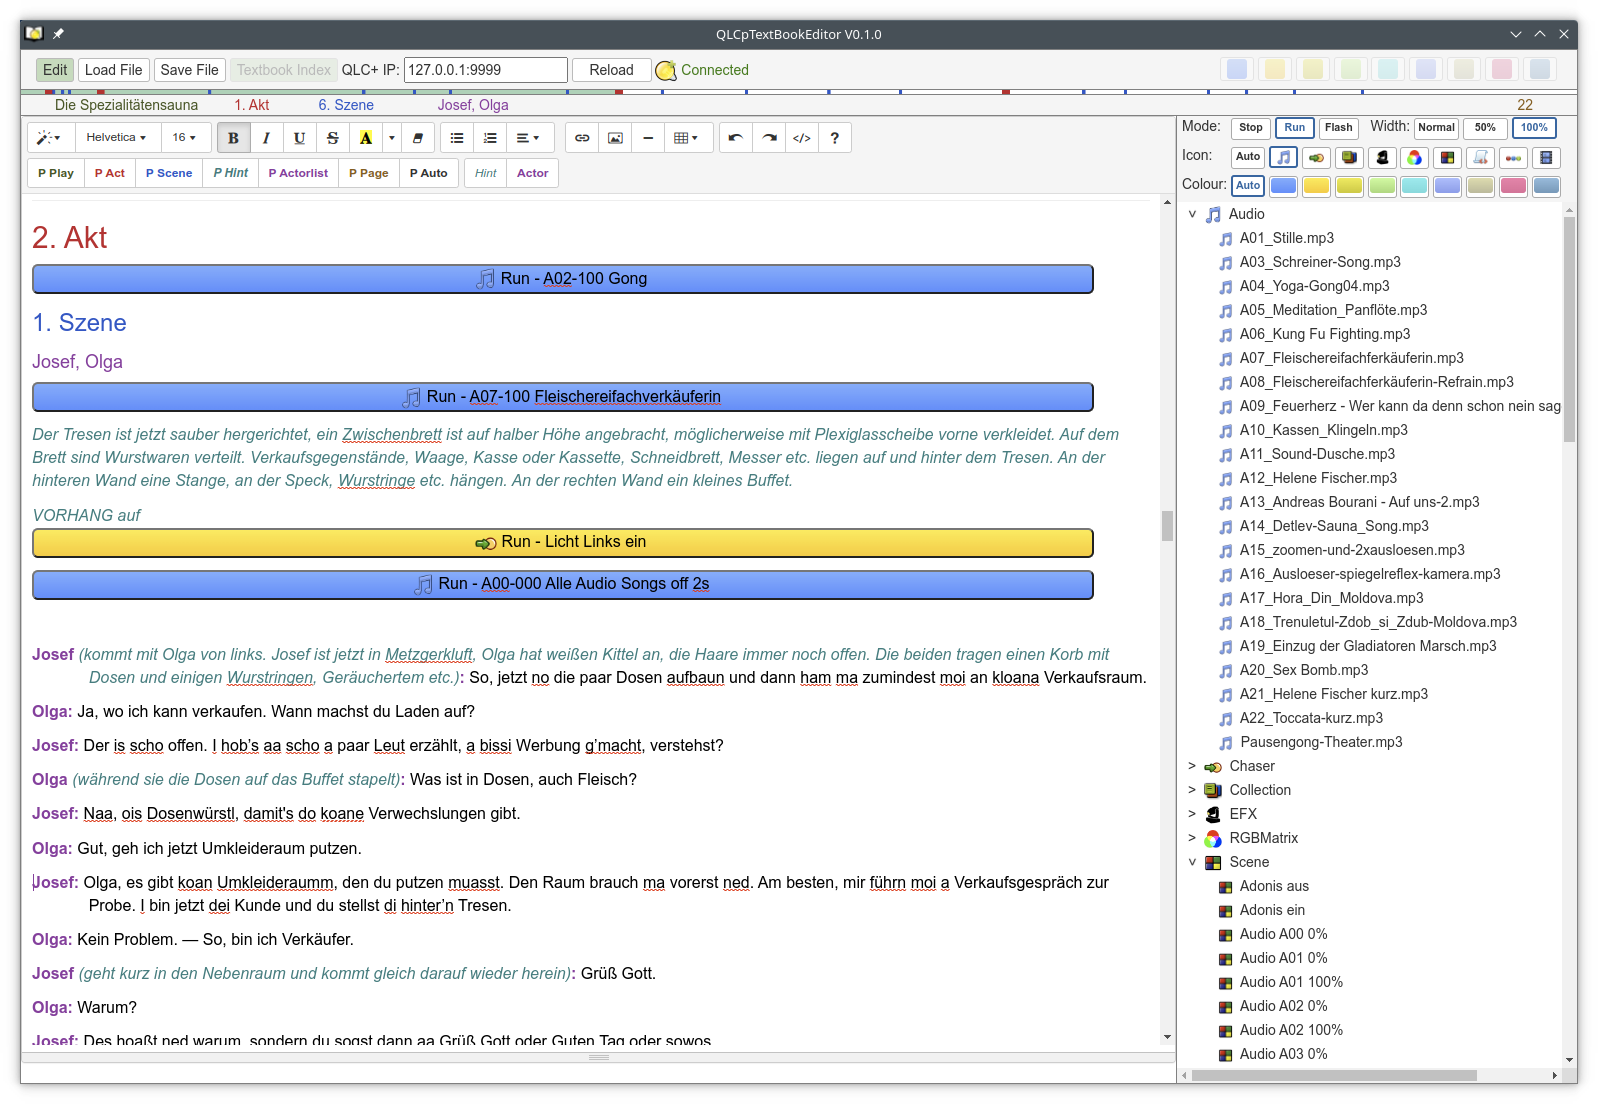 QLCpTextBookEditor V0.1.0
Edit Load File Save File Textbook Index QLC+ IP: 127.0.0.1:9999 Reload Connected
Die Spezialitätensauna 1. Akt 6. Szene Josef, Olga 22
Helvetica 16 B I U S A </> ?
P Play P Act P Scene P Hint P Actorlist P Page P Auto Hint Actor
2. Akt
Run - A02-100 Gong
1. Szene
Josef, Olga
Run - A07-100 Fleischereifachverkäuferin
Der Tresen ist jetzt sauber hergerichtet, ein Zwischenbrett ist auf halber Höhe angebracht, möglicherweise mit Plexiglasscheibe vorne verkleidet. Auf dem
Brett sind Wurstwaren verteilt. Verkaufsgegenstände, Waage, Kasse oder Kassette, Schneidbrett, Messer etc. liegen auf und hinter dem Tresen. An der
hinteren Wand eine Stange, an der Speck, Wurstringe etc. hängen. An der rechten Wand ein kleines Buffet.
VORHANG auf
Run - Licht Links ein
Run - A00-000 Alle Audio Songs off 2s
Josef (kommt mit Olga von links. Josef ist jetzt in Metzgerkluft, Olga hat weißen Kittel an, die Haare immer noch offen. Die beiden tragen einen Korb mit
Dosen und einigen Wurstringen, Geräuchertem etc.): So, jetzt no die paar Dosen aufbaun und dann ham ma zumindest moi an kloana Verkaufsraum.
Olga: Ja, wo ich kann verkaufen. Wann machst du Laden auf?
Josef: Der is scho offen. I hob's aa scho a paar Leut erzählt, a bissi Werbung g'macht, verstehst?
Olga (während sie die Dosen auf das Buffet stapelt): Was ist in Dosen, auch Fleisch?
Josef: Naa, ois Dosenwürstl, damit's do koane Verwechslungen gibt.
Olga: Gut, geh ich jetzt Umkleideraum putzen.
Josef: Olga, es gibt koan Umkleideraumm, den du putzen muasst. Den Raum brauch ma vorerst ned. Am besten, mir führn moi a Verkaufsgespräch zur
Probe. I bin jetzt dei Kunde und du stellst di hinter'n Tresen.
Olga: Kein Problem. — So, bin ich Verkäufer.
Josef (geht kurz in den Nebenraum und kommt gleich darauf wieder herein): Grüß Gott.
Olga: Warum?
Josef: Des hoaßt ned warum, sondern du sogst dann aa Grüß Gott oder Guten Tag oder sowos.
Mode: Stop Run Flash Width: Normal 50% 100%
Icon: Auto
Colour: Auto
Audio
A01_Stille.mp3
A03_Schreiner-Song.mp3
A04_Yoga-Gong04.mp3
A05_Meditation_Panflöte.mp3
A06_Kung Fu Fighting.mp3
A07_Fleischereifachferkäuferin.mp3
A08_Fleischereifachferkäuferin-Refrain.mp3
A09_Feuerherz - Wer kann da denn schon nein sag
A10_Kassen_Klingeln.mp3
A11_Sound-Dusche.mp3
A12_Helene Fischer.mp3
A13_Andreas Bourani - Auf uns-2.mp3
A14_Detlev-Sauna_Song.mp3
A15_zoomen-und-2xausloesen.mp3
A16_Ausloeser-spiegelreflex-kamera.mp3
A17_Hora_Din_Moldova.mp3
A18_Trenuletul-Zdob_si_Zdub-Moldova.mp3
A19_Einzug der Gladiatoren Marsch.mp3
A20_Sex Bomb.mp3
A21_Helene Fischer kurz.mp3
A22_Toccata-kurz.mp3
Pausengong-Theater.mp3
Chaser
Collection
EFX
RGBMatrix
Scene
Adonis aus
Adonis ein
Audio A00 0%
Audio A01 0%
Audio A01 100%
Audio A02 0%
Audio A02 100%
Audio A03 0%